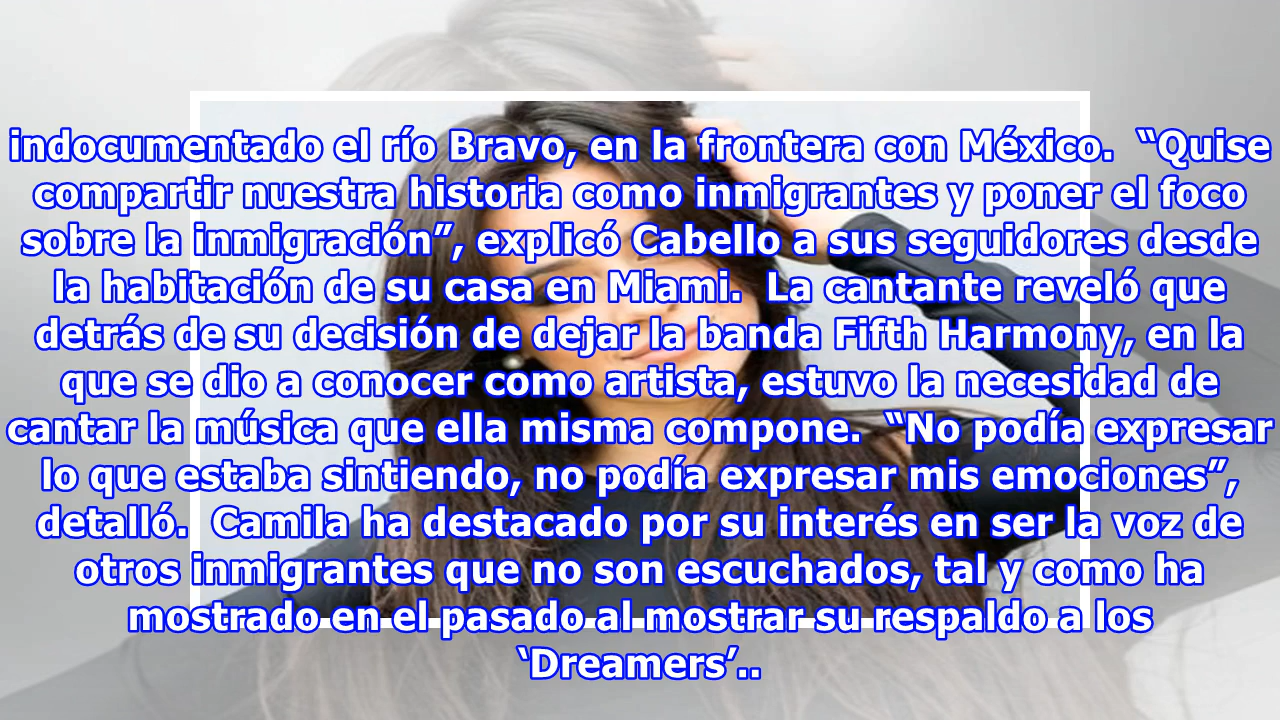 indocumentado el río Bravo, en la frontera con México.  “Quise
compartir nuestra historia como inmigrantes y poner el foco
sobre la inmigración”, explicó Cabello a sus seguidores desde
la habitación de su casa en Miami.  La cantante reveló que
detrás de su decisión de dejar la banda Fifth Harmony, en la
que se dio a conocer como artista, estuvo la necesidad de
cantar la música que ella misma compone.  “No podía expresar
lo que estaba sintiendo, no podía expresar mis emociones”,
detalló.  Camila ha destacado por su interés en ser la voz de
otros inmigrantes que no son escuchados, tal y como ha
mostrado en el pasado al mostrar su respaldo a los
‘Dreamers’..